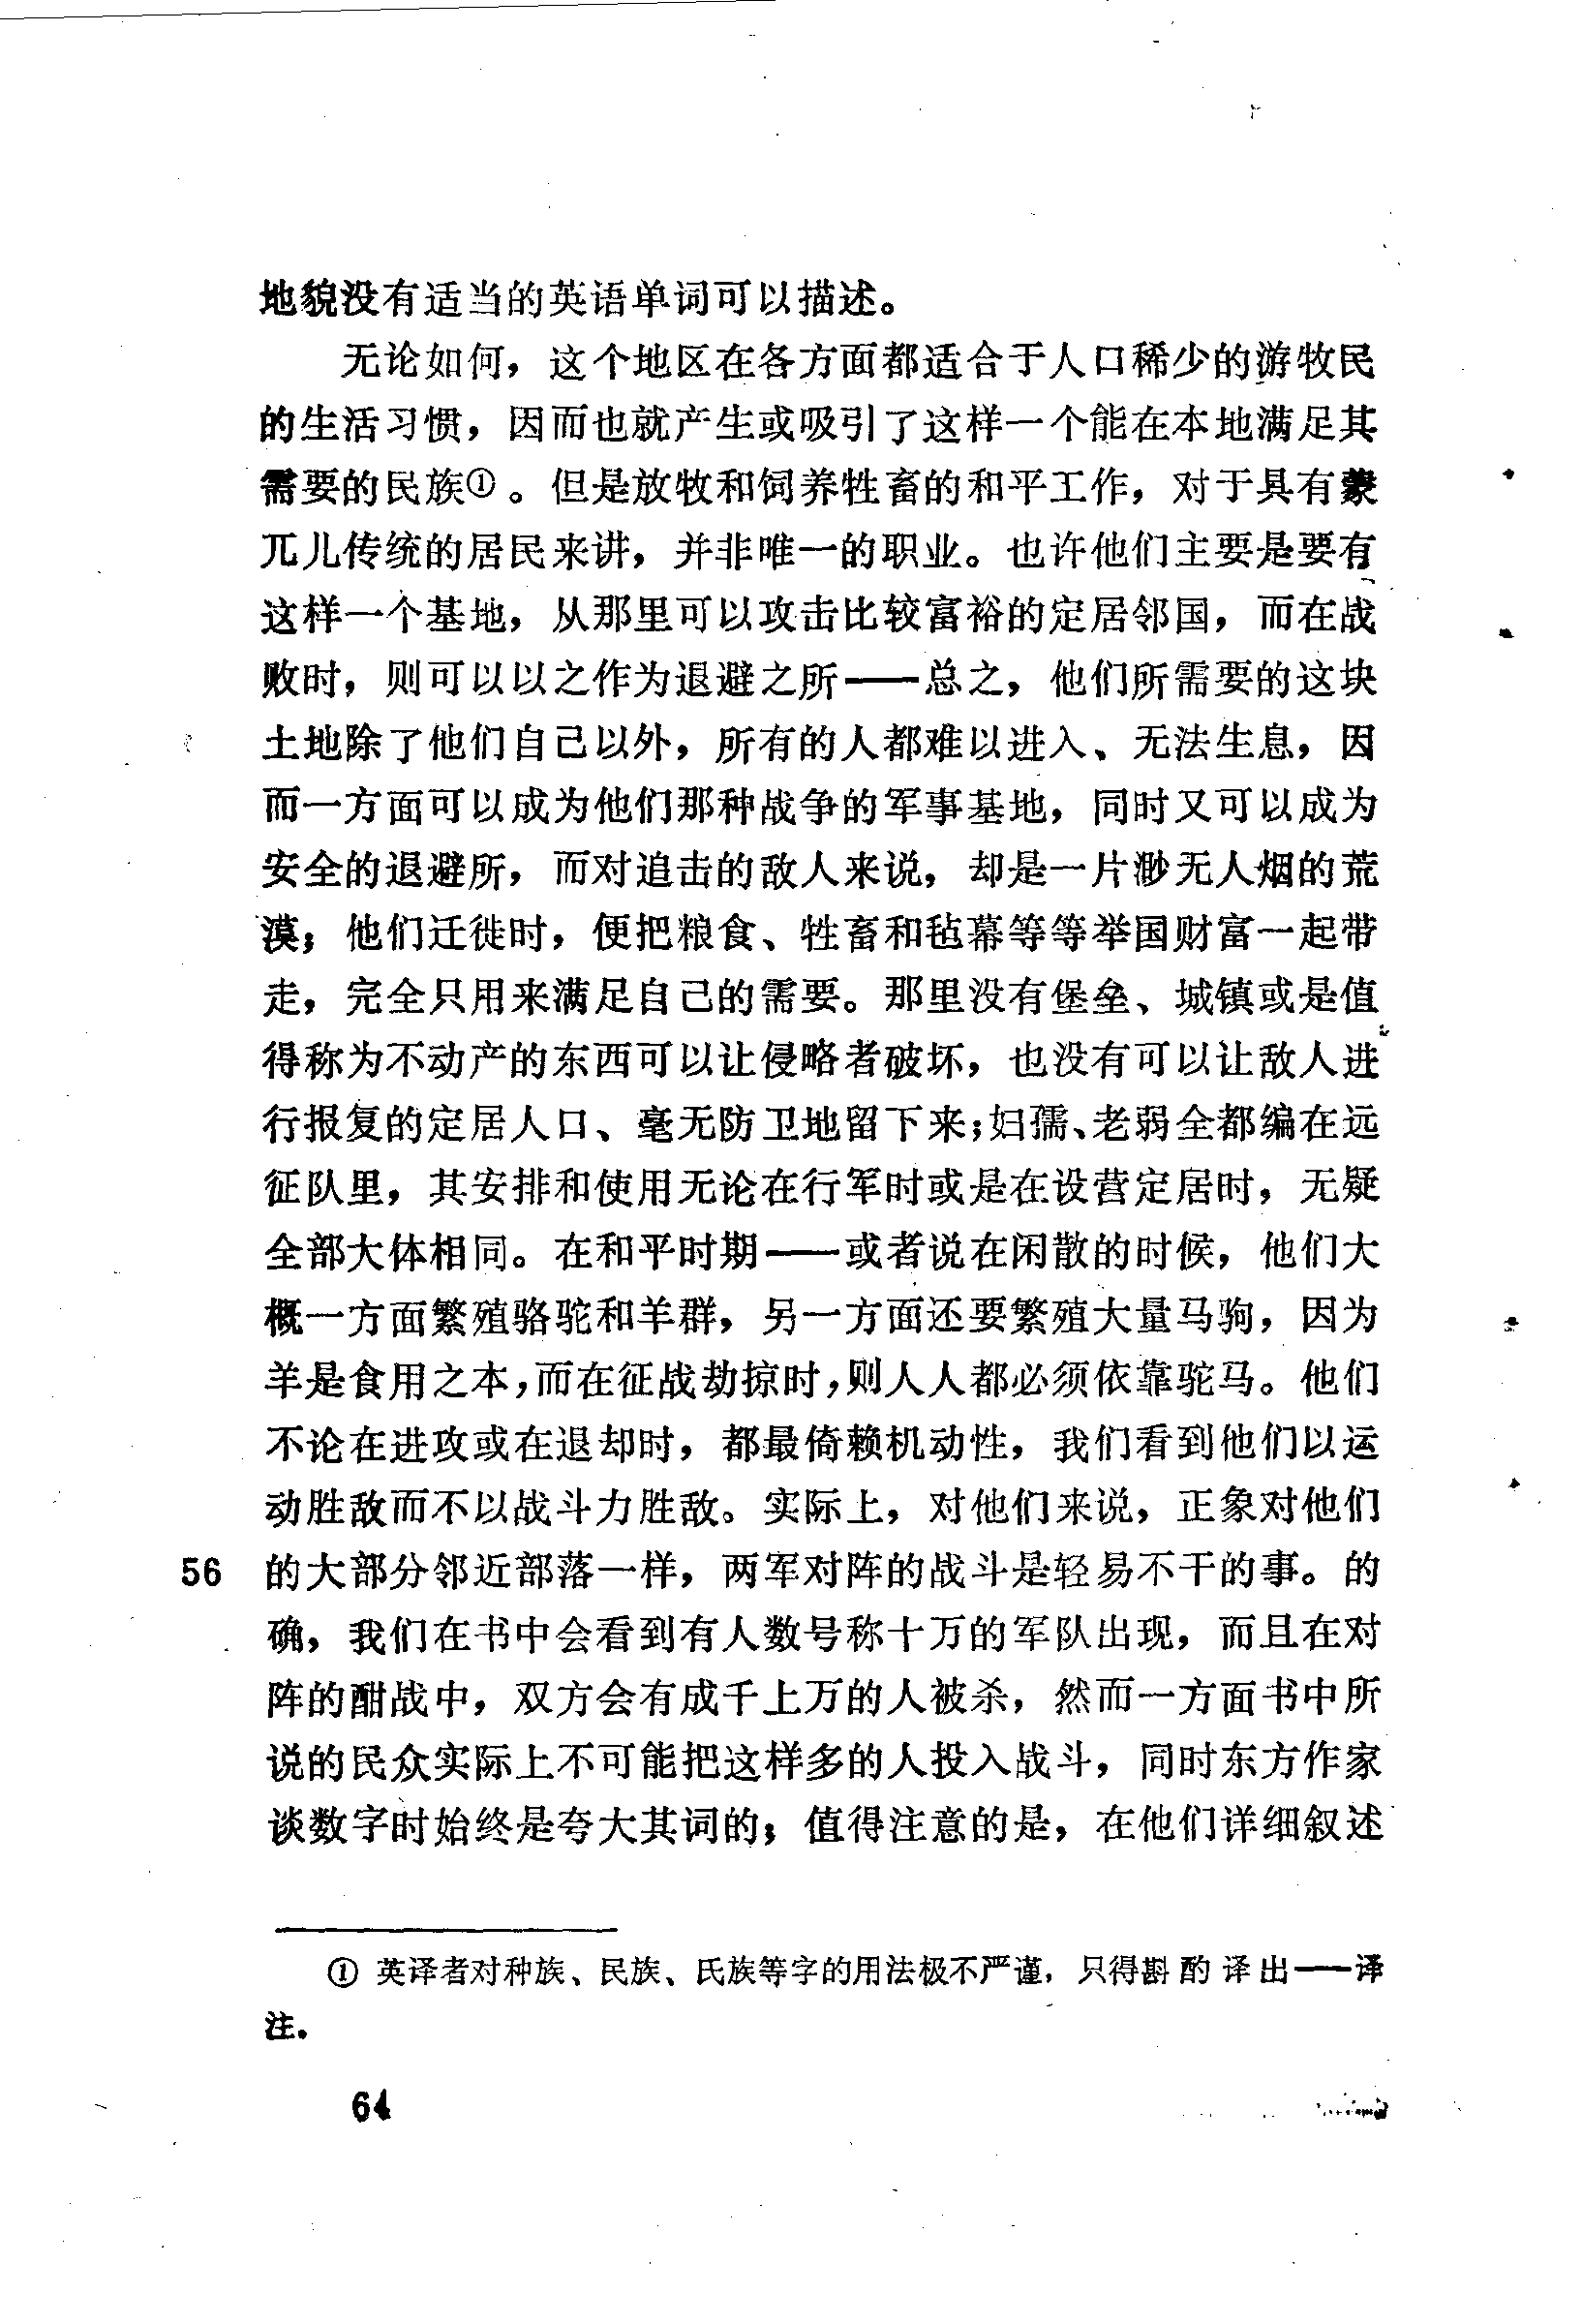 地貌没有适当的英语单词可以描述。
无论如何，这个地区在各方面都适合于人口稀少的游牧民
的生活习惯，因而也就产生或吸引了这样一个能在本地满足其
需要的民族①。但是放牧和饲养牲畜的和平工作，对于具有蒙
兀儿传统的居民来讲，并非唯一的职业。也许他们主要是要有
这样一个基地，从那里可以攻击比较富裕的定居邻国，而在战
败时，则可以以之作为退避之所——总之，他们所需要的这块
土地除了他们自己以外，所有的人都难以进入、无法生息，因
而一方面可以成为他们那种战争的军事基地，同时又可以成为
安全的退避所，而对追击的敌人来说，却是一片渺无人烟的荒
漠；他们迁徙时，便把粮食、牲畜和毡幕等等举国财富一起带
走，完全只用来满足自己的需要。那里没有堡垒、城镇或是值
得称为不动产的东西可以让侵略者破坏，也没有可以让敌人进
行报复的定居人口、毫无防卫地留下来；妇孺、老弱全都编在远
征队里，其安排和使用无论在行军时或是在设营定居时，无疑
全部大体相同。在和平时期——或者说在闲散的时候，他们大
概一方面繁殖骆驼和羊群，另一方面还要繁殖大量马驹，因为
羊是食用之本，而在征战劫掠时，则人人都必须依靠驼马。他们
不论在进攻或在退却时，都最倚赖机动性，我们看到他们以运
动胜敌而不以战斗力胜敌。实际上，对他们来说，正象对他们
56 的大部分邻近部落一样，两军对阵的战斗是轻易不干的事。的
确，我们在书中会看到有人数号称十万的军队出现，而且在对
阵的酣战中，双方会有成千上万的人被杀，然而一方面书中所
说的民众实际上不可能把这样多的人投入战斗，同时东方作家
谈数字时始终是夸大其词的；值得注意的是，在他们详细叙述
① 英译者对种族、民族、氏族等字的用法极不严谨，只得斟酌译出——译
注。
64